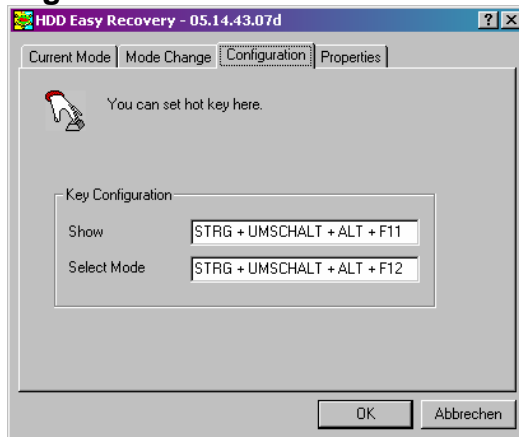 HDD Easy Recovery - 05.14.43.07d
Current Mode Mode Change Configuration Properties
You can set hot key here.
Key Configuration
Show STRG + UMSCHALT + ALT + F11
Select Mode STRG + UMSCHALT + ALT + F12
OK Abbrechen